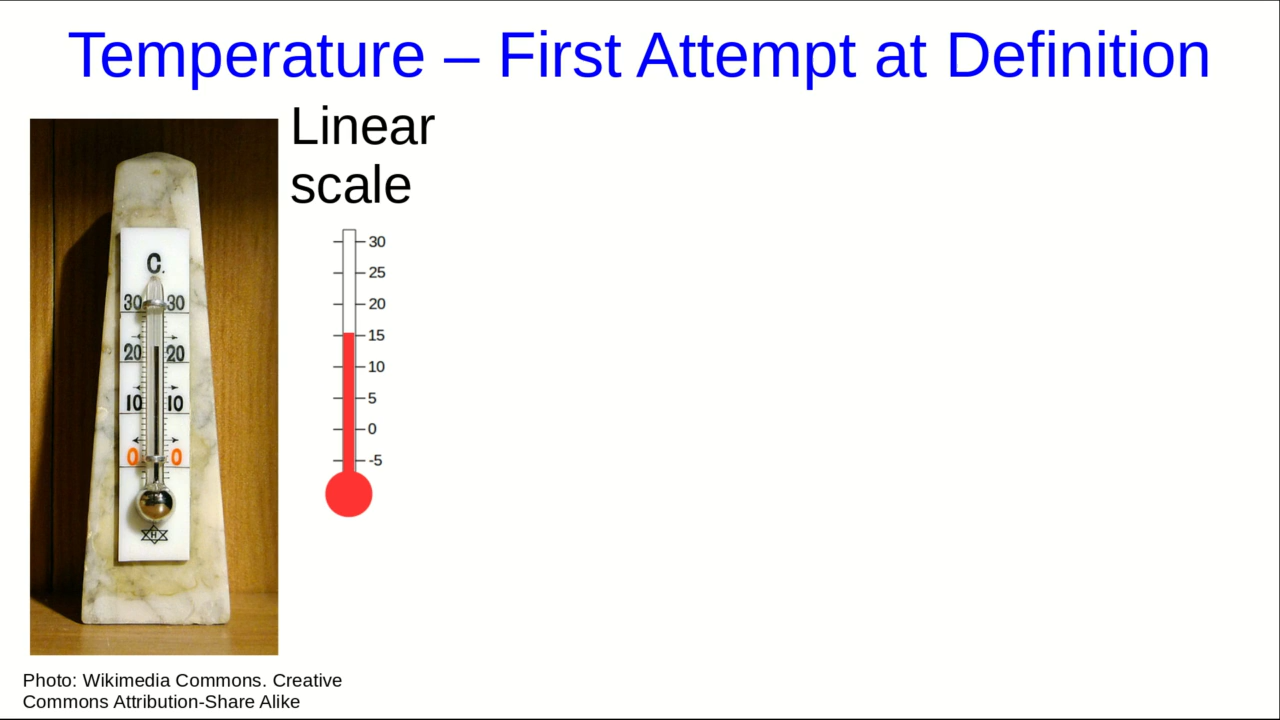 Temperature – First Attempt at Definition
Linear
scale
C.
30 30
20 20
10 10
0 0
H
30
25
20
15
10
5
0
-5
Photo: Wikimedia Commons. Creative
Commons Attribution-Share Alike